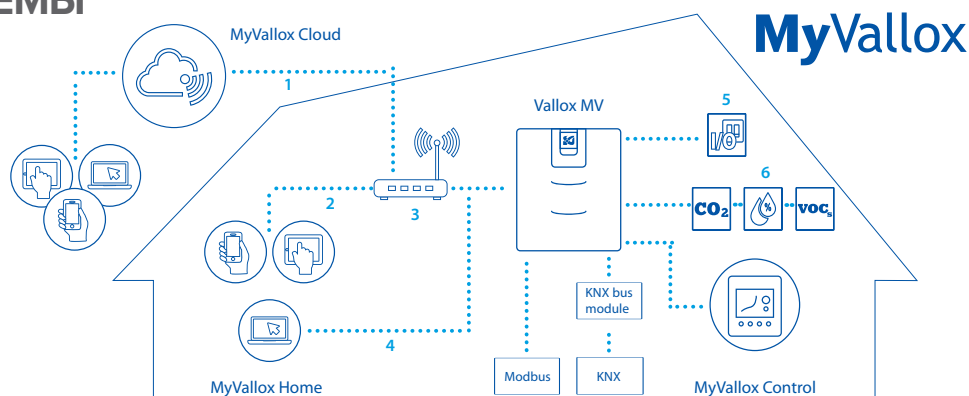 ЕМЫ
MyVallox
MyVallox Cloud
1
Vallox MV
5
I/O
6
CO₂
%
VOCs
2
3
KNX bus
module
4
Modbus
KNX
MyVallox Home
MyVallox Control